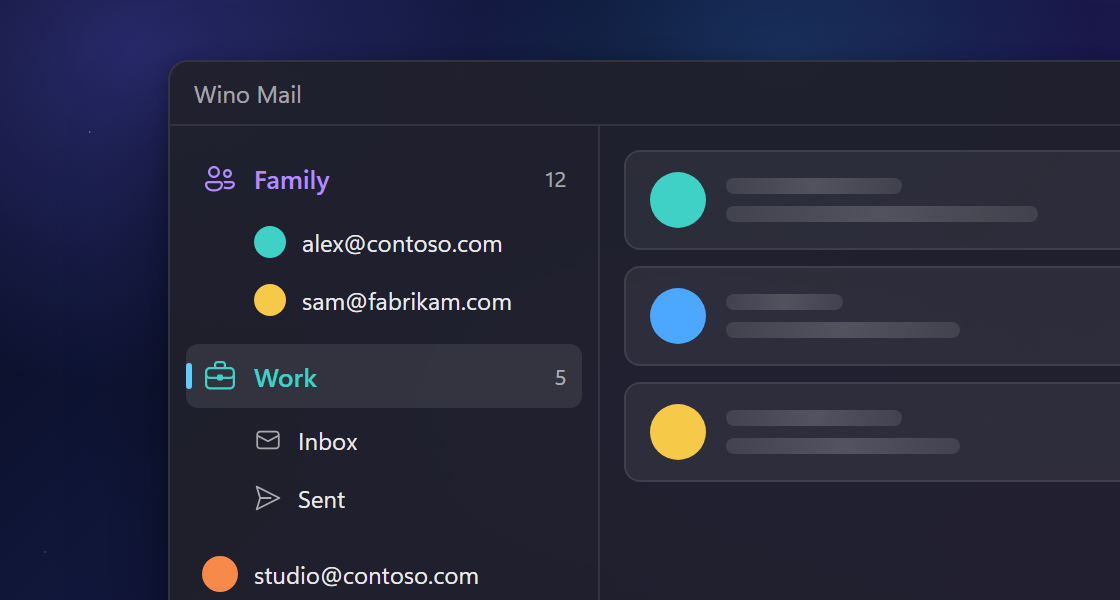 Wino Mail
Family 12
alex@contoso.com
sam@fabrikam.com
Work 5
Inbox
Sent
studio@contoso.com